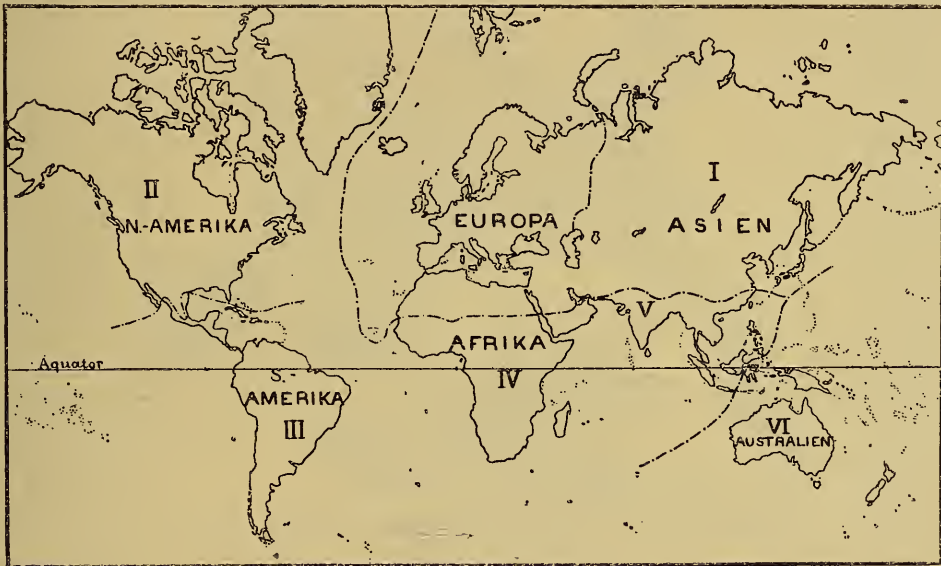 II
N.-AMERIKA
I
EUROPA
ASIEN
V
AFRIKA
IV
Äquator
S.-
AMERIKA
III
VI
AUSTRALIEN